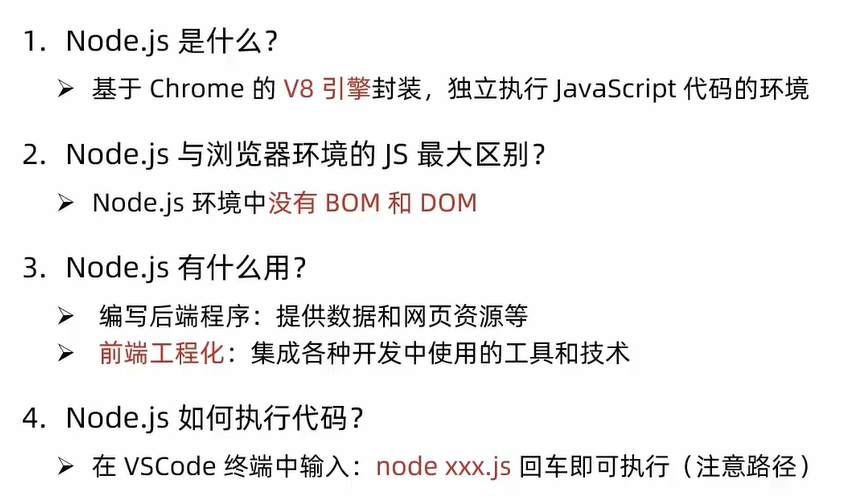 1. Node.js 是什么？
➢ 基于 Chrome 的 V8 引擎封装，独立执行 JavaScript 代码的环境
2. Node.js 与浏览器环境的 JS 最大区别？
➢ Node.js 环境中没有 BOM 和 DOM
3. Node.js 有什么用？
➢ 编写后端程序：提供数据和网页资源等
➢ 前端工程化：集成各种开发中使用的工具和技术
4. Node.js 如何执行代码？
➢ 在 VSCode 终端中输入：node xxx.js 回车即可执行（注意路径）